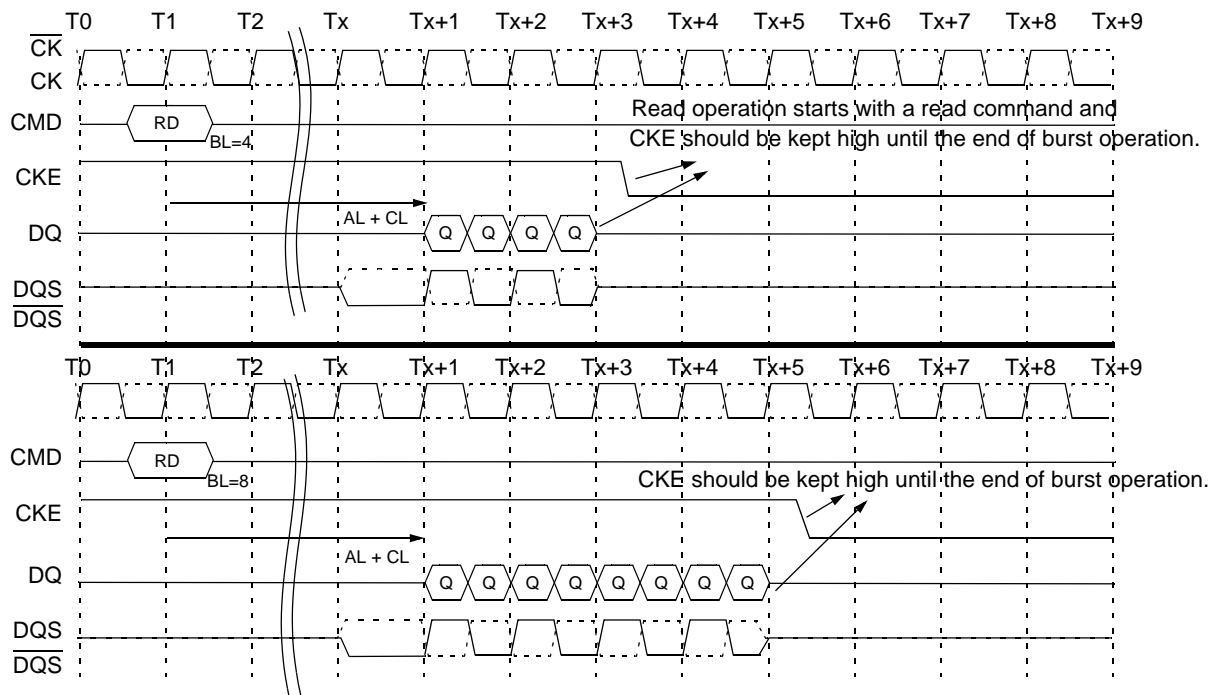 T0 T1 T2 Tx Tx+1 Tx+2 Tx+3 Tx+4 Tx+5 Tx+6 Tx+7 Tx+8 Tx+9
CK
CK
CMD RD BL=4
Read operation starts with a read command and
CKE should be kept high until the end of burst operation.
CKE
AL + CL
DQ Q Q Q Q
DQS
DQS
T0 T1 T2 Tx Tx+1 Tx+2 Tx+3 Tx+4 Tx+5 Tx+6 Tx+7 Tx+8 Tx+9
CMD RD BL=8
CKE should be kept high until the end of burst operation.
CKE
AL + CL
DQ Q Q Q Q Q Q Q Q
DQS
DQS